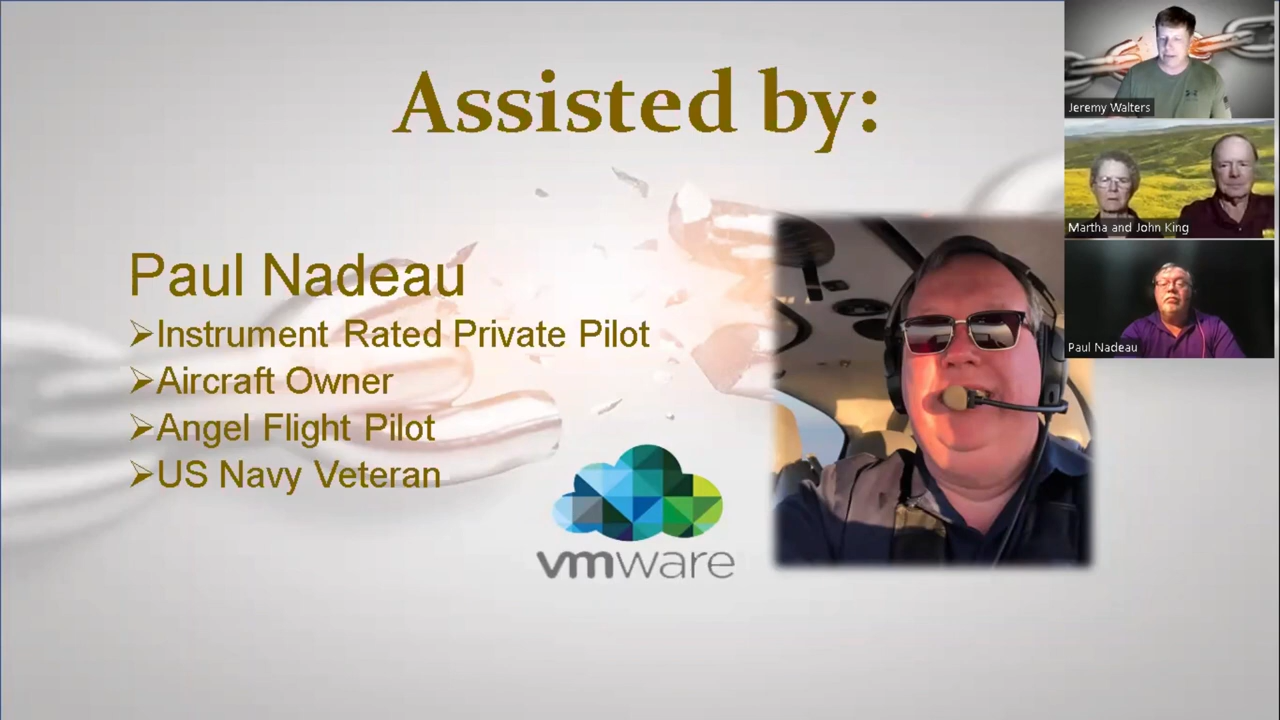 Assisted by:
Paul Nadeau
➢Instrument Rated Private Pilot
➢Aircraft Owner
➢Angel Flight Pilot
➢US Navy Veteran
vmware
Jeremy Walters
Martha and John King
Paul Nadeau